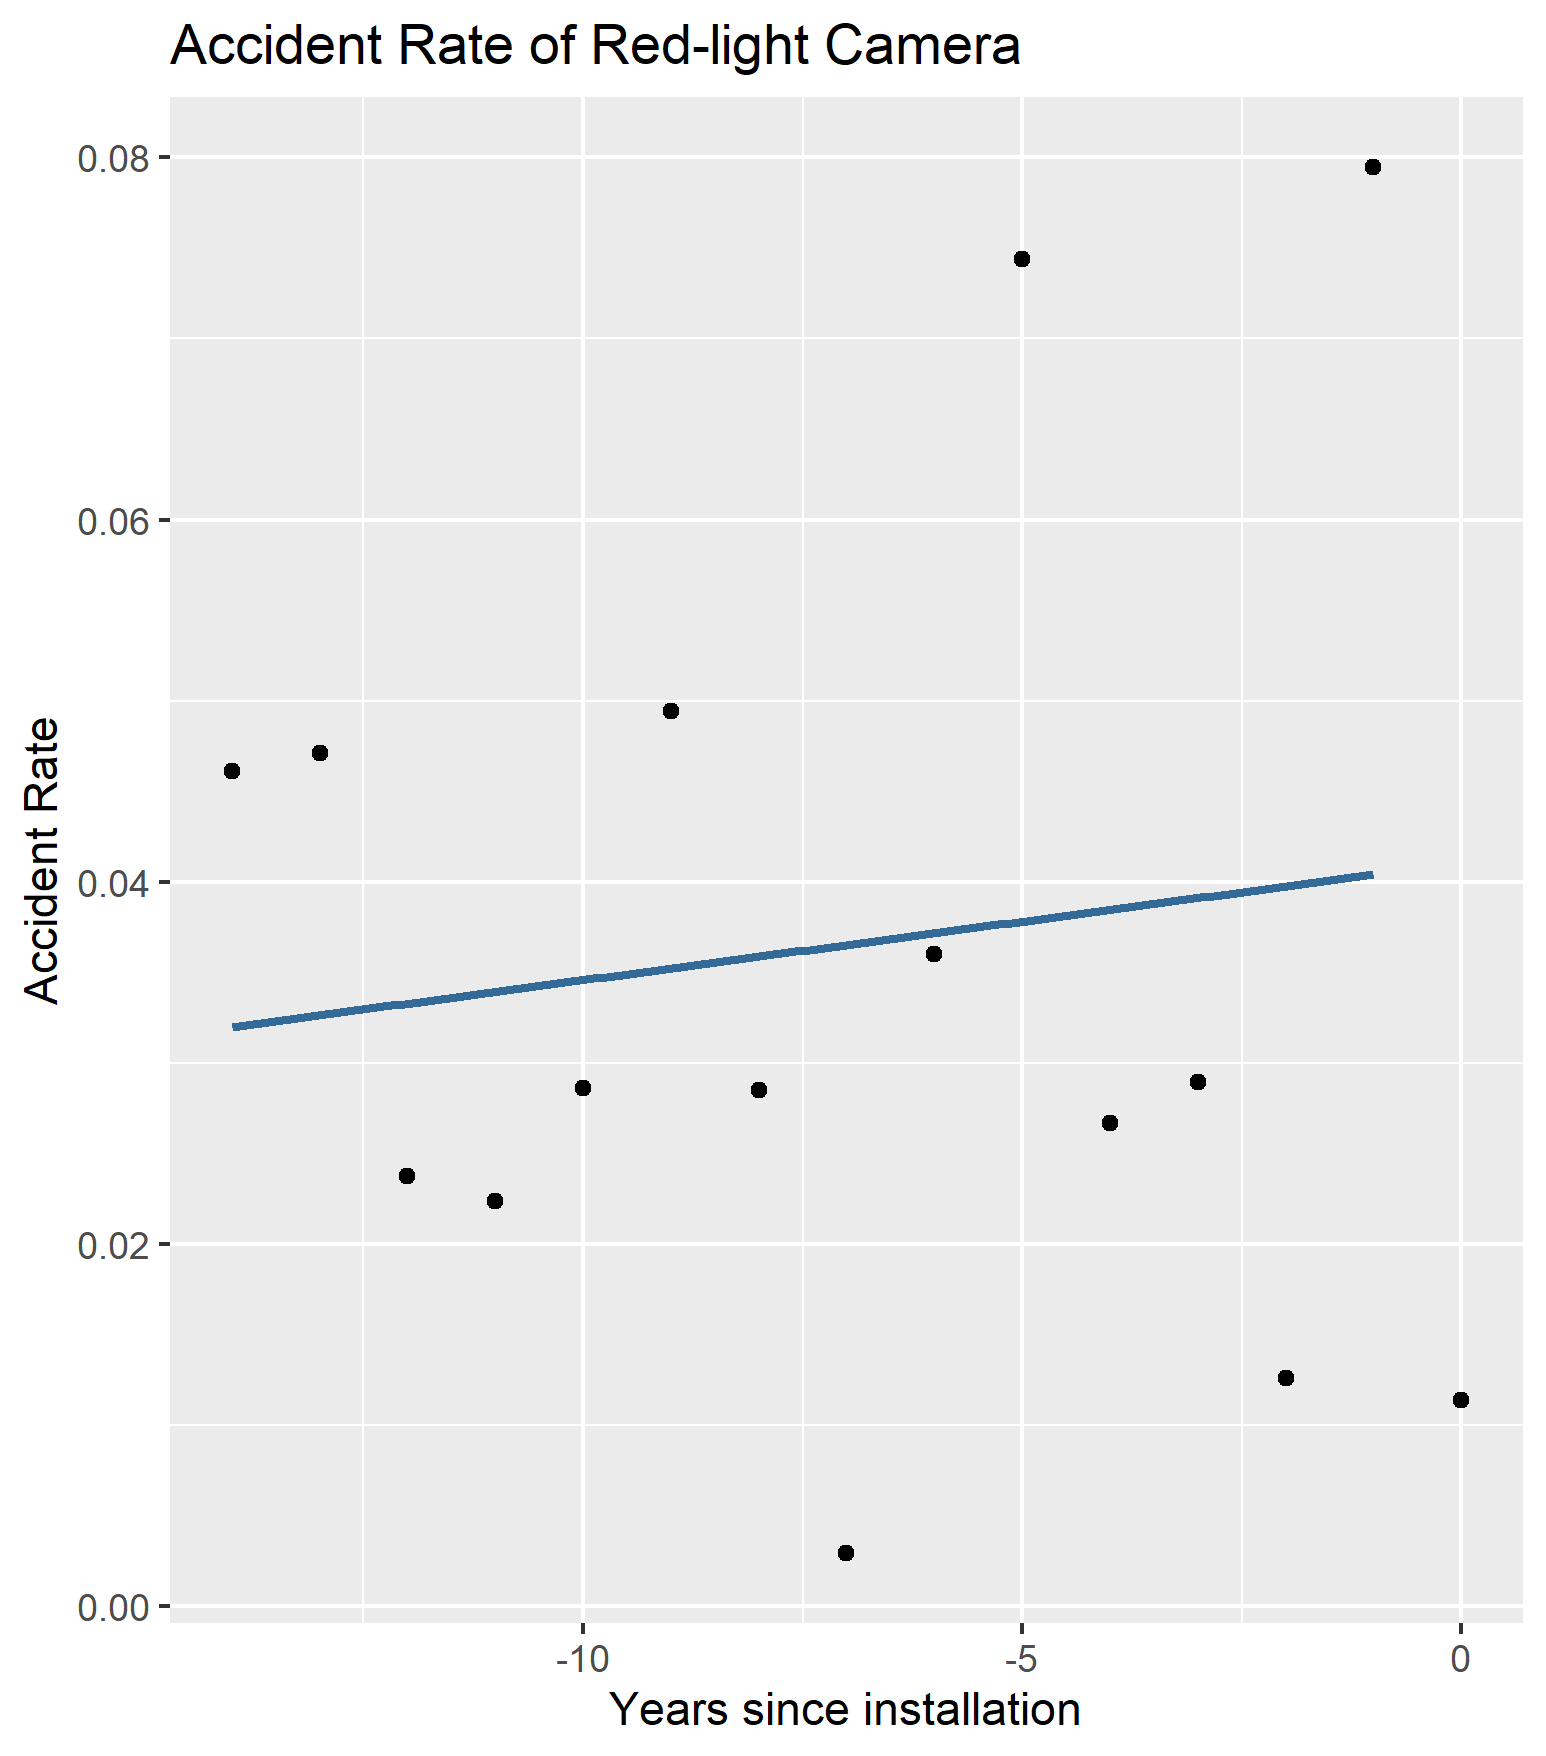 Accident Rate of Red-light Camera
0.08
0.06
0.04
0.02
0.00
Accident Rate
-10
-5
0
Years since installation